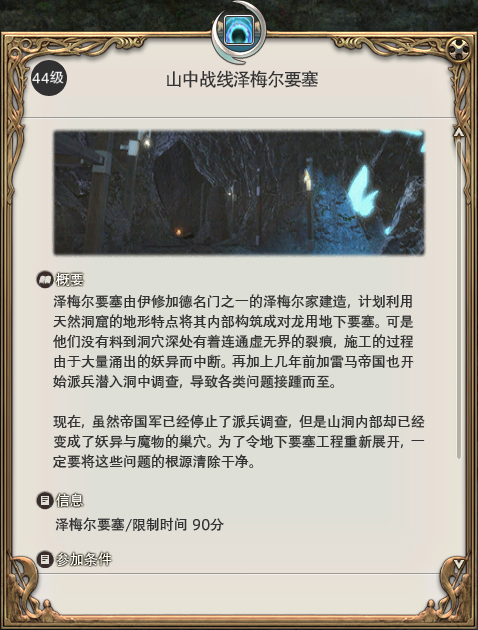 44级
山中战线泽梅尔要塞
概要
泽梅尔要塞由伊修加德名门之一的泽梅尔家建造，计划利用
天然洞窟的地形特点将其内部构筑成对龙用地下要塞。可是
他们没有料到洞穴深处有着连通虚无界的裂痕，施工的过程
由于大量涌出的妖异而中断。再加上几年前加雷马帝国也开
始派兵潜入洞中调查，导致各类问题接踵而至。
现在，虽然帝国军已经停止了派兵调查，但是山洞内部却已经
变成了妖异与魔物的巢穴。为了令地下要塞工程重新展开，一
定要将这些问题的根源清除干净。
信息
泽梅尔要塞/限制时间 90分
参加条件